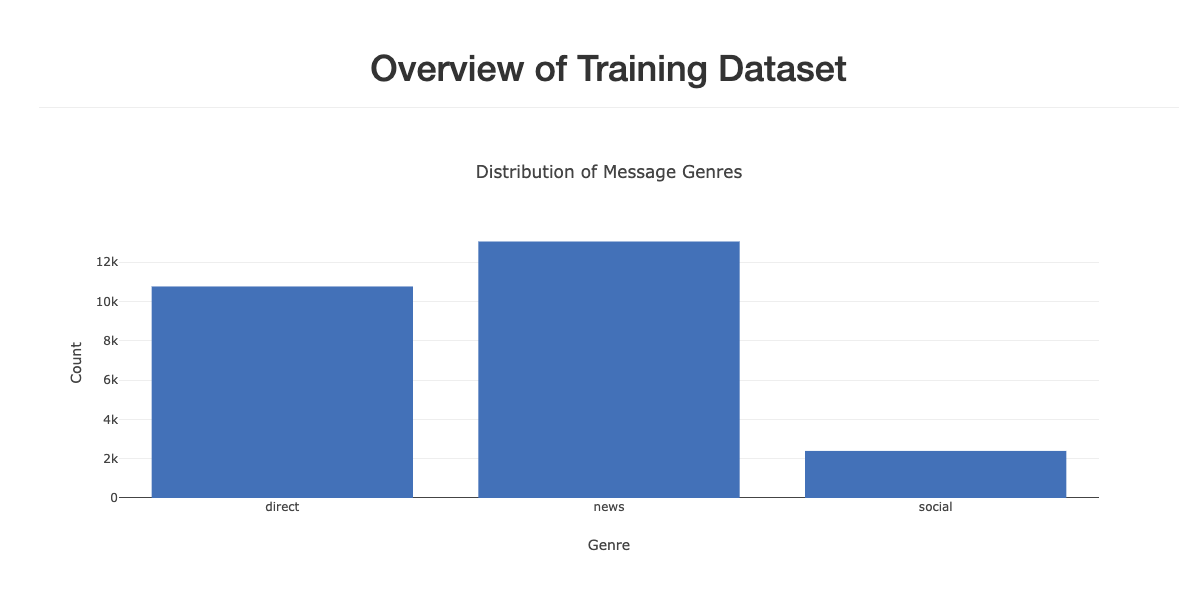 Overview of Training Dataset
Distribution of Message Genres
12k
10k
8k
6k
4k
2k
0
Count
direct news social
Genre